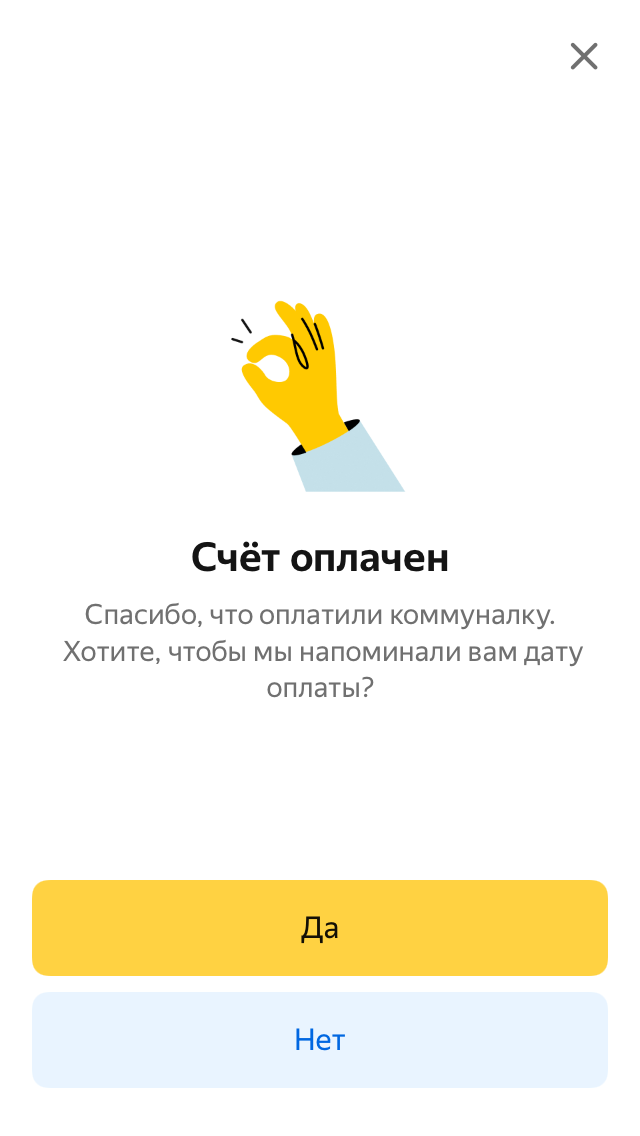 Счёт оплачен
Спасибо, что оплатили коммуналку.
Хотите, чтобы мы напоминали вам дату
оплаты?
Да
Нет